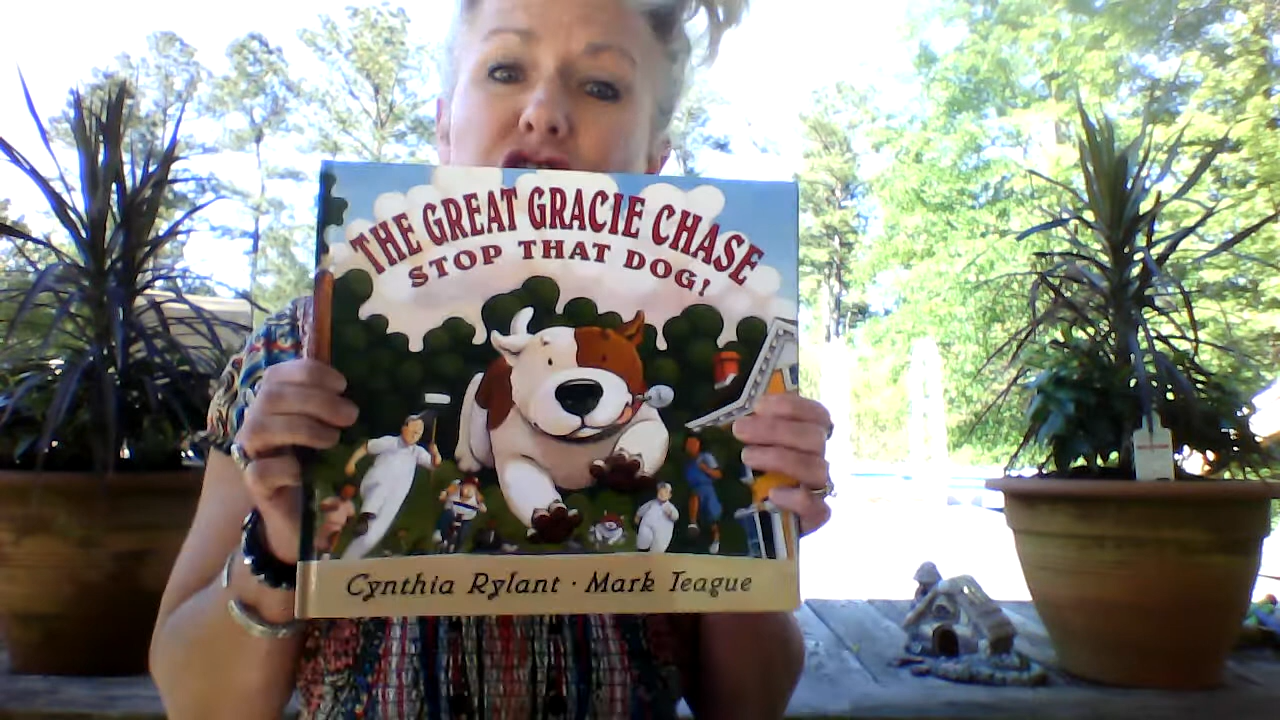 THE GREAT GRACIE CHASE
STOP THAT DOG!
Cynthia Rylant · Mark Teague